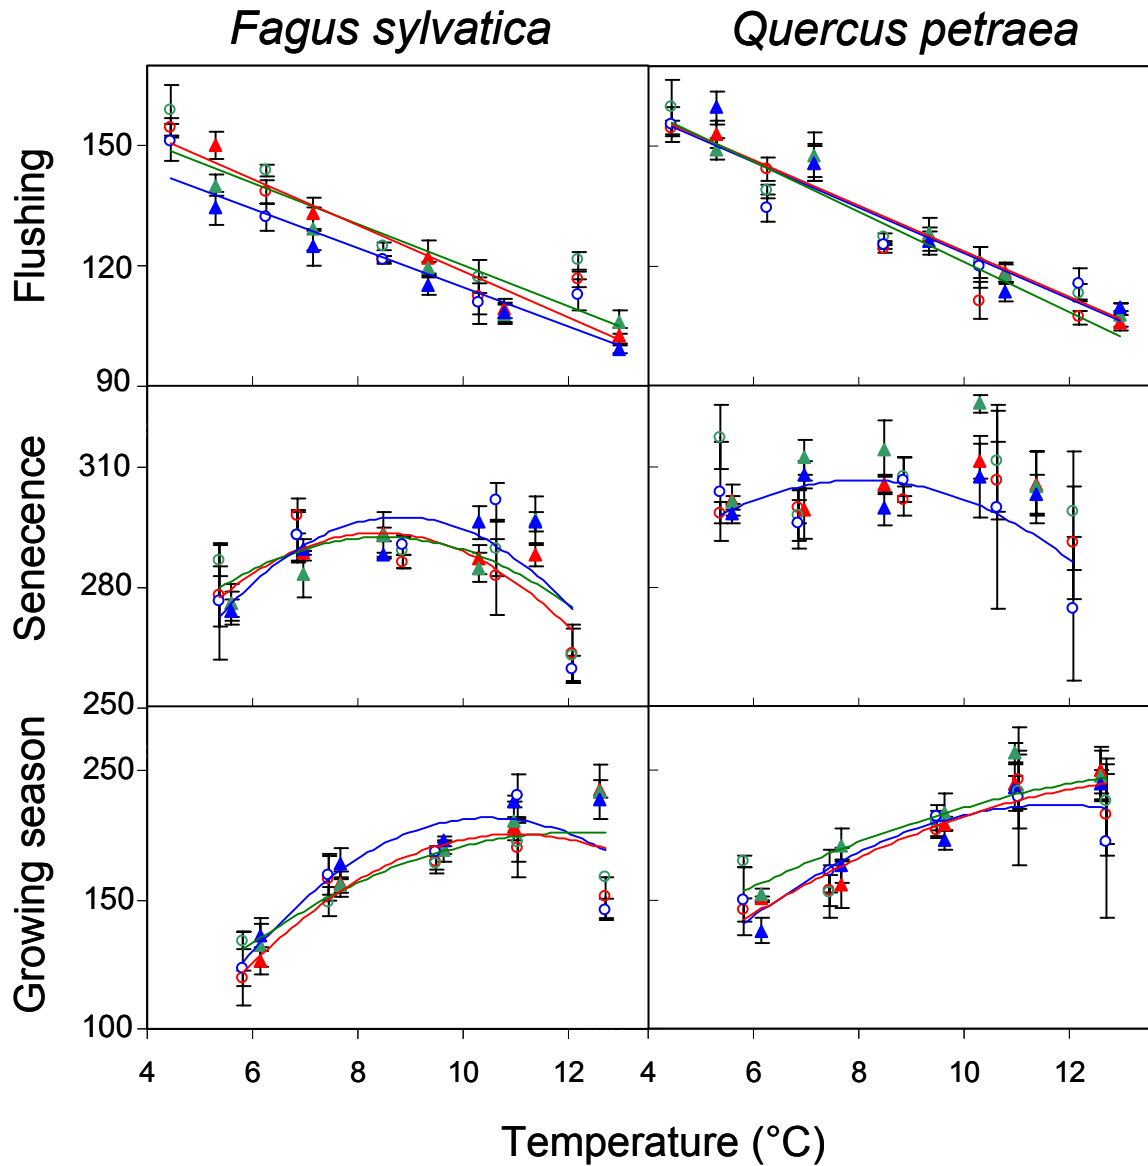 Fagus sylvatica Quercus petraea
Flushing
150
120
90
Senecence
310
280
250
Growing season
250
150
100
4 6 8 10 12 4 6 8 10 12
Temperature (°C)